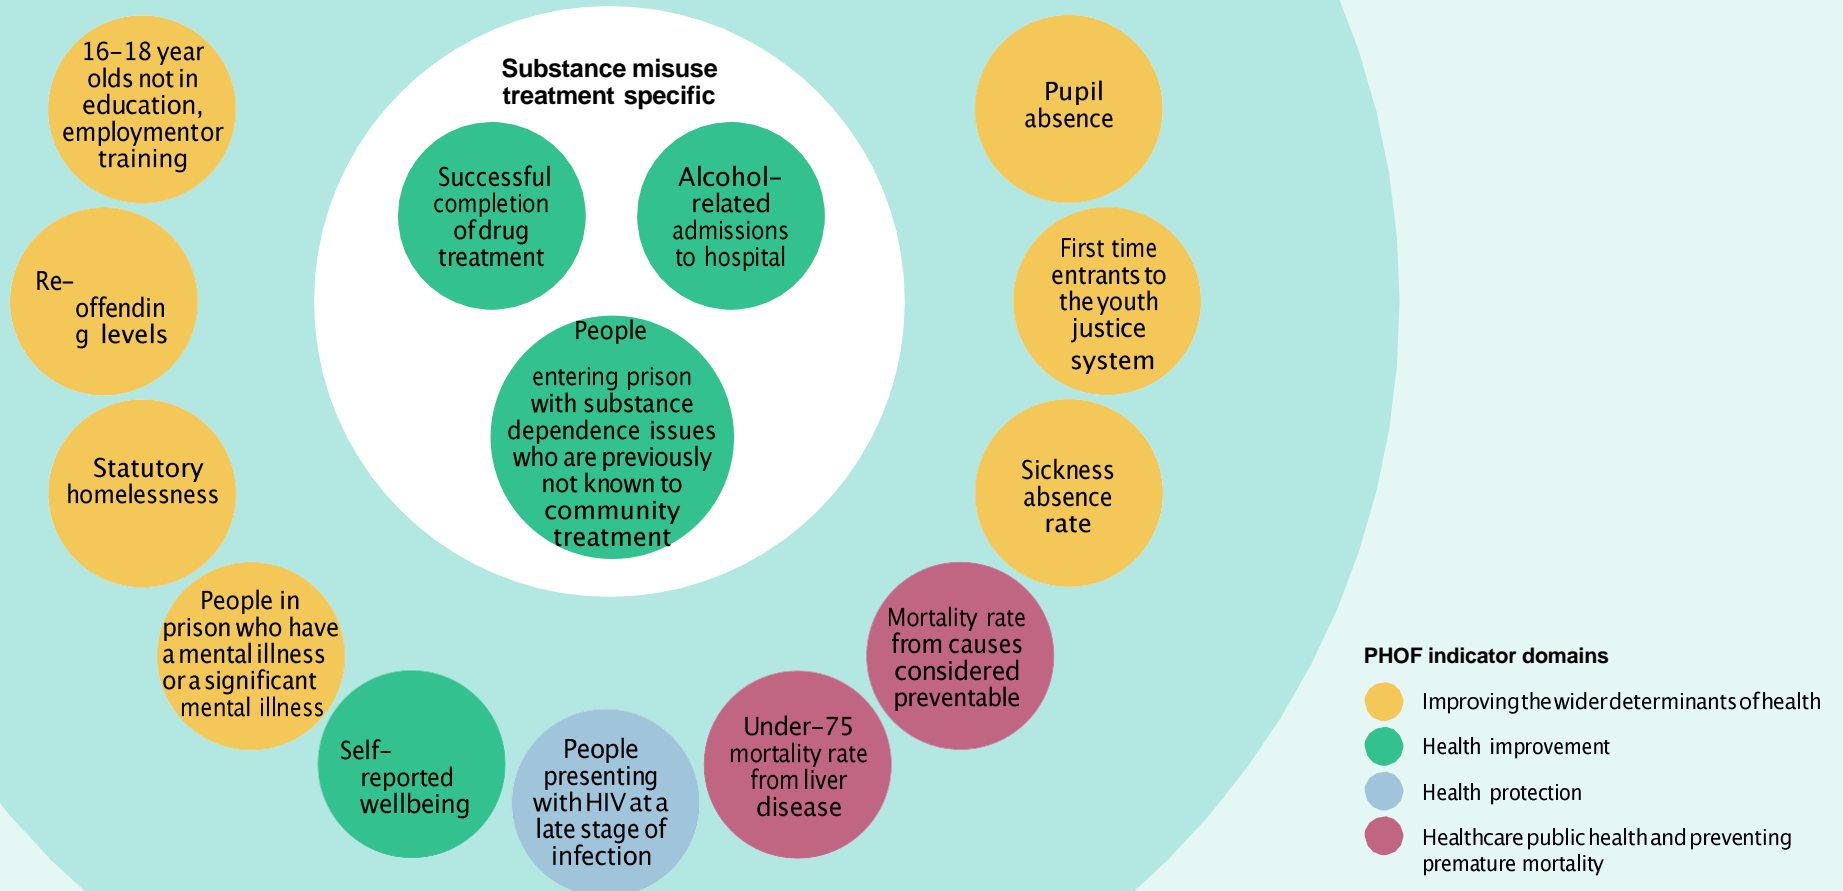 16–18 year
olds not in
education,
employment or
training
Re–
offendin
g levels
Statutory
homelessness
People in
prison who have
a mental illness
or a significant
mental illness
Self–
reported
wellbeing
People
presenting
with HIV at a
late stage of
infection
Under–75
mortality rate
from liver
disease
Mortality rate
from causes
considered
preventable
Sickness
absence
rate
First time
entrants to
the youth
justice
system
Pupil
absence
Substance misuse
treatment specific
Successful
completion
of drug
treatment
Alcohol–
related
admissions
to hospital
People
entering prison
with substance
dependence issues
who are previously
not known to
community
treatment
PHOF indicator domains
Improving the wider determinants of health
Health improvement
Health protection
Healthcare public health and preventing
premature mortality